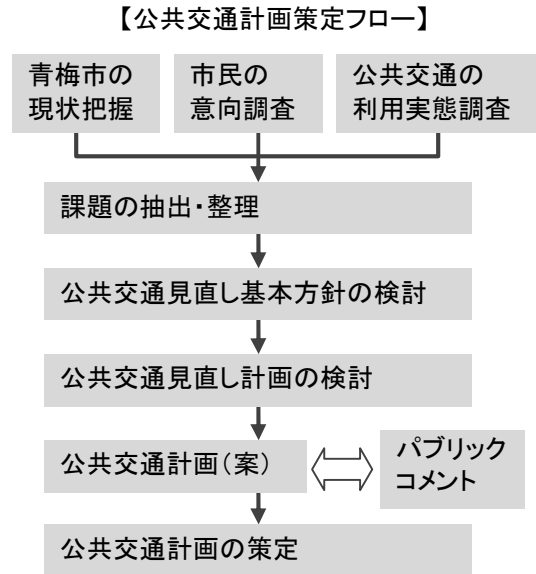 【公共交通計画策定フロー】
青梅市の
現状把握
市民の
意向調査
公共交通の
利用実態調査
課題の抽出・整理
公共交通見直し基本方針の検討
公共交通見直し計画の検討
公共交通計画（案）
パブリック
コメント
公共交通計画の策定